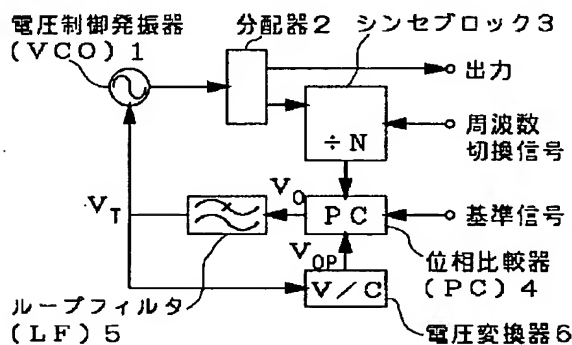 電圧制御発振器
(VCO)1
分配器2
シンセブロック3
出力
÷N
周波数
切換信号
V_T
V_O
PC
基準信号
V_OP
位相比較器
(PC)4
ループフィルタ
(LF)5
V/C
電圧変換器6